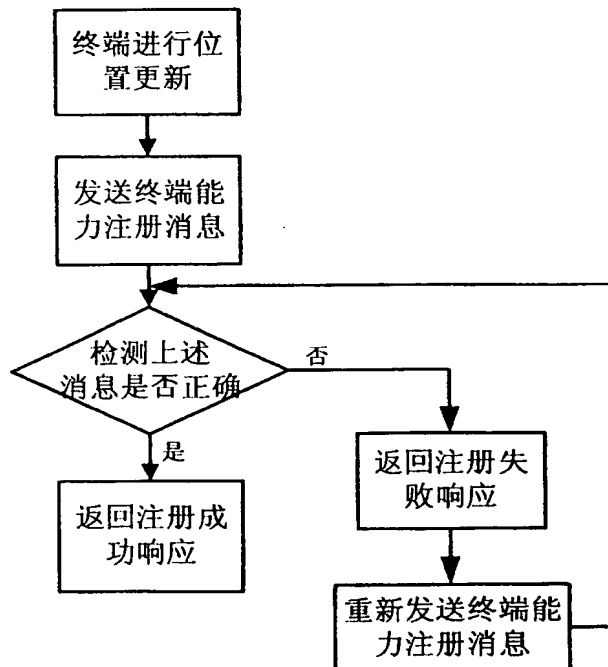 终端进行位
置更新
发送终端能
力注册消息
检测上述
消息是否正确
否
是
返回注册成
功响应
返回注册失
败响应
重新发送终端能
力注册消息